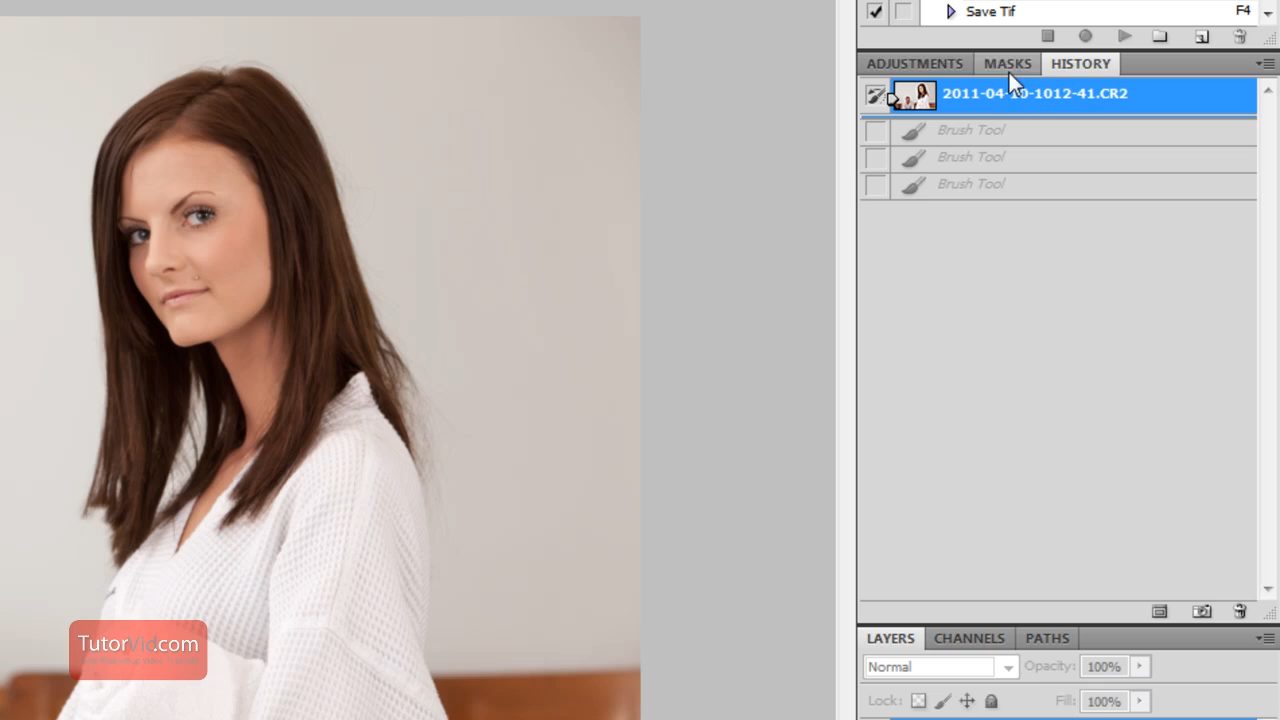 Save Tif F4
ADJUSTMENTS MASKS HISTORY
2011-04-10-1012-41.CR2
Brush Tool
Brush Tool
Brush Tool
TutorVid.com
LAYERS CHANNELS PATHS
Normal Opacity: 100%
Lock: Fill: 100%